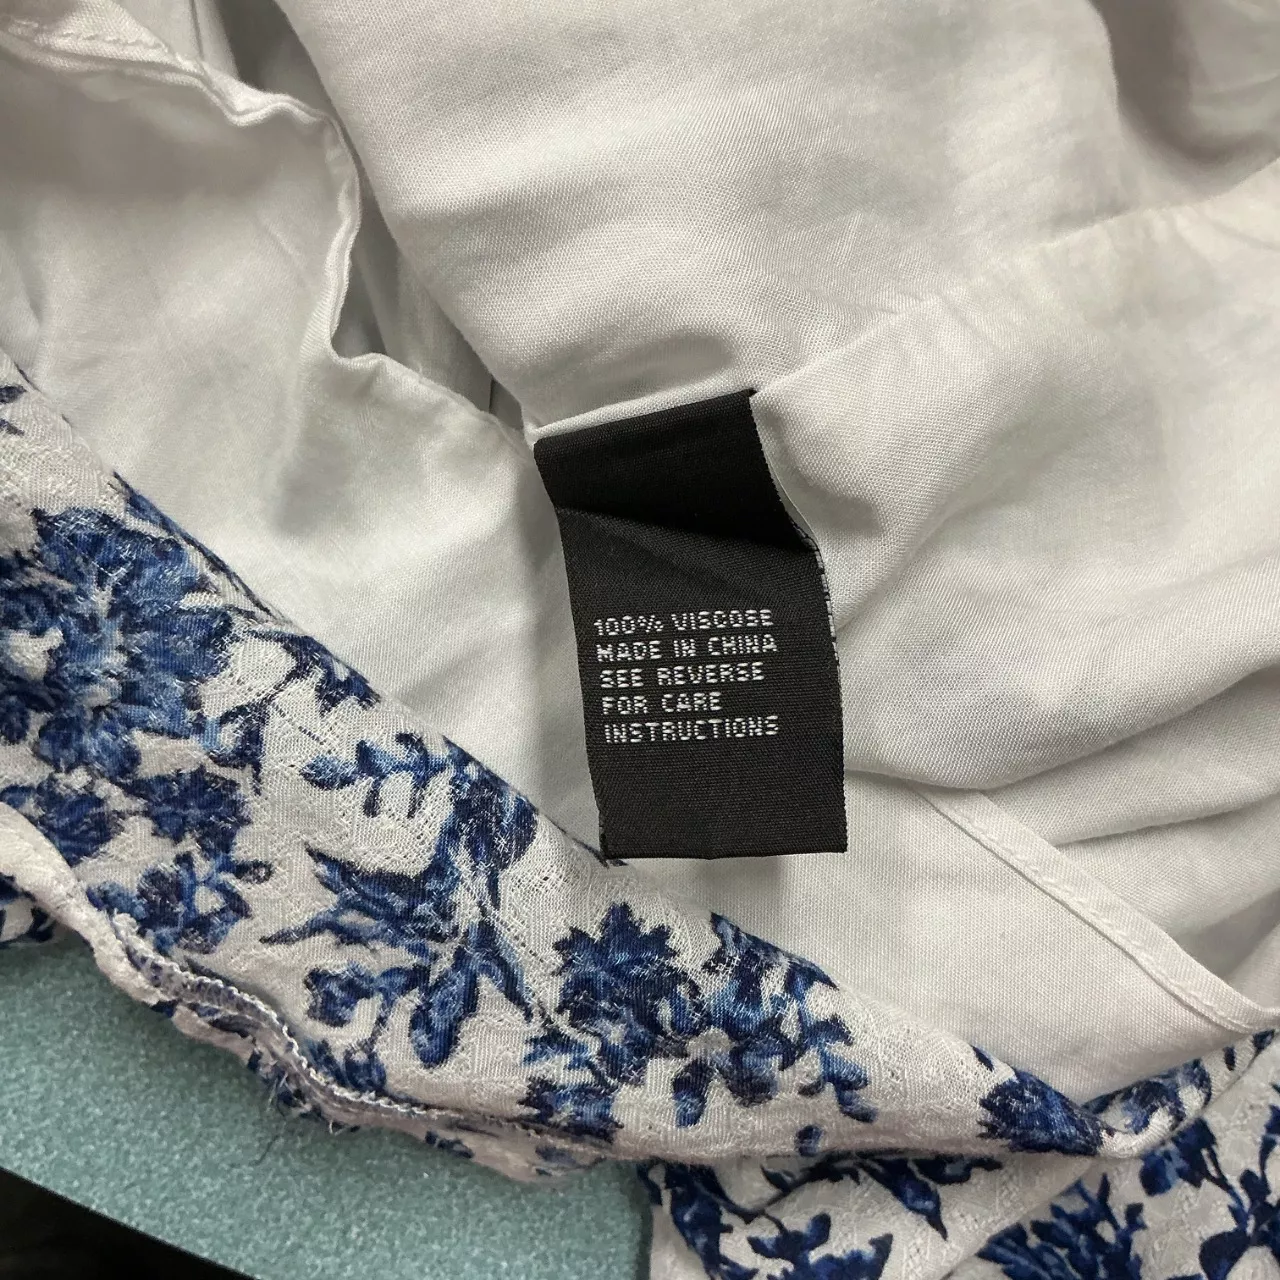 100% VISCOSE
MADE IN CHINA
SEE REVERSE
FOR CARE
INSTRUCTIONS